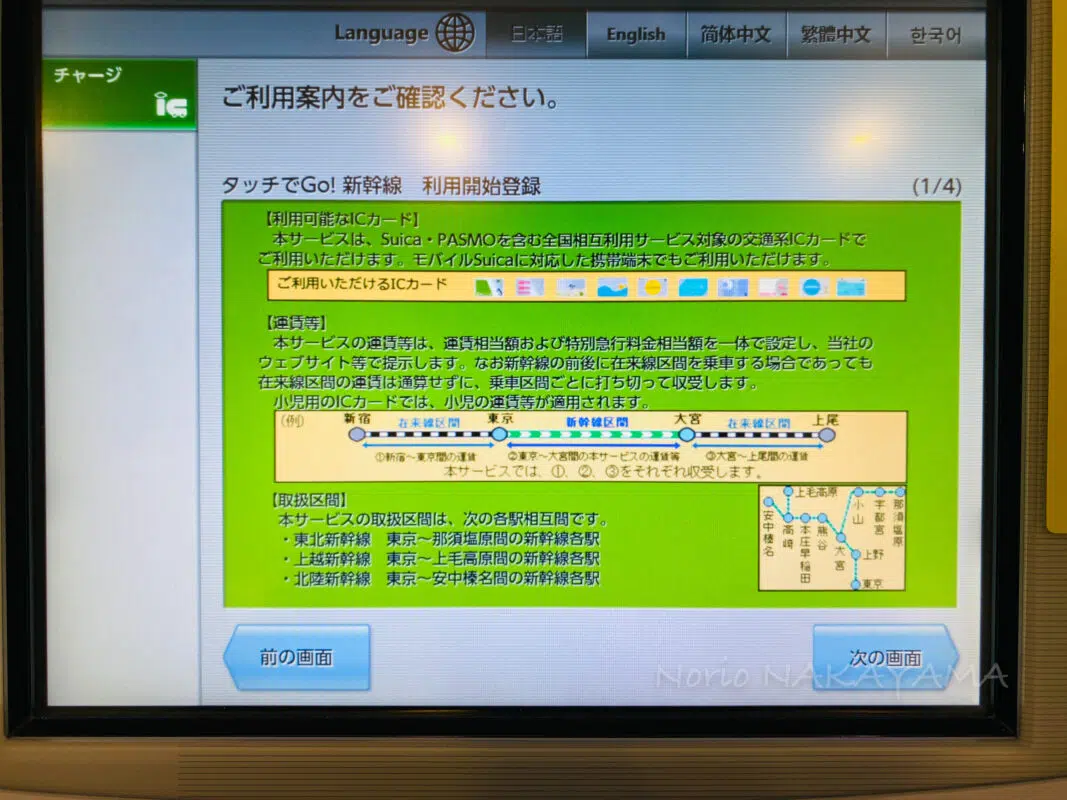 Language 日本語 English 简体中文 繁體中文 한국어
チャージ
ic
ご利用案内をご確認ください。
タッチでGo! 新幹線 利用開始登録 (1/4)
【利用可能なICカード】
本サービスは、Suica・PASMOを含む全国相互利用サービス対象の交通系ICカードで
ご利用いただけます。モバイルSuicaに対応した携帯端末でもご利用いただけます。
ご利用いただけるICカード
【運賃等】
本サービスの運賃等は、運賃相当額および特別急行料金相当額を一体で設定し、当社の
ウェブサイト等で提示します。なお新幹線の前後に在来線区間を乗車する場合であっても
在来線区間の運賃は通算せずに、乗車区間ごとに打ち切って収受します。
小児用のICカードでは、小児の運賃等が適用されます。
(例) 新宿 在来線区間 東京 新幹線区間 大宮 在来線区間 上尾
①新宿~東京間の運賃 ②東京~大宮間の本サービスの運賃等 ③大宮~上尾間の運賃
本サービスでは、①、②、③をそれぞれ収受します。
【取扱区間】
本サービスの取扱区間は、次の各駅相互間です。
・東北新幹線 東京~那須塩原間の新幹線各駅
・上越新幹線 東京~上毛高原間の新幹線各駅
・北陸新幹線 東京~安中榛名間の新幹線各駅
上毛高原
安中榛名
高崎
本庄早稲田
熊谷
大宮
小山
宇都宮
那須塩原
上野
東京
前の画面 次の画面
Norio NAKAYAMA